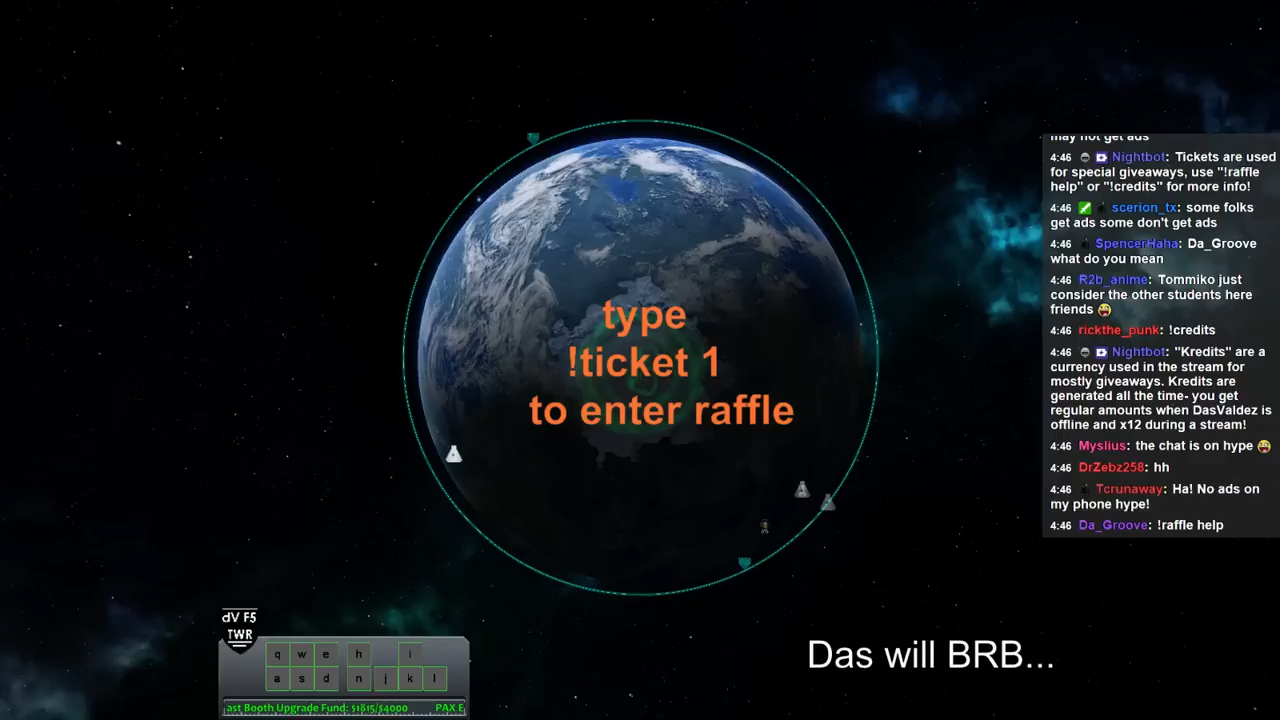 type
!ticket 1
to enter raffle
may not get ads
4:46 Nightbot: Tickets are used
for special giveaways, use "!raffle
help" or "!credits" for more info!
4:46 scerion_tx: some folks
get ads some don't get ads
4:46 SpencerHaha: Da_Groove
what do you mean
4:46 R2b_anime: Tommiko just
consider the other students here
friends
4:46 rickthe_punk: !credits
4:46 Nightbot: "Kredits" are a
currency used in the stream for
mostly giveaways. Kredits are
generated all the time- you get
regular amounts when DasValdez is
offline and x12 during a stream!
4:46 Myslius: the chat is on hype
4:46 DrZebz258: hh
4:46 Tcrunaway: Ha! No ads on
my phone hype!
4:46 Da_Groove: !raffle help
dV F5
TWR
q w e h i
a s d n j k l
ast Booth Upgrade Fund: $1815/$4000 PAX E
Das will BRB...